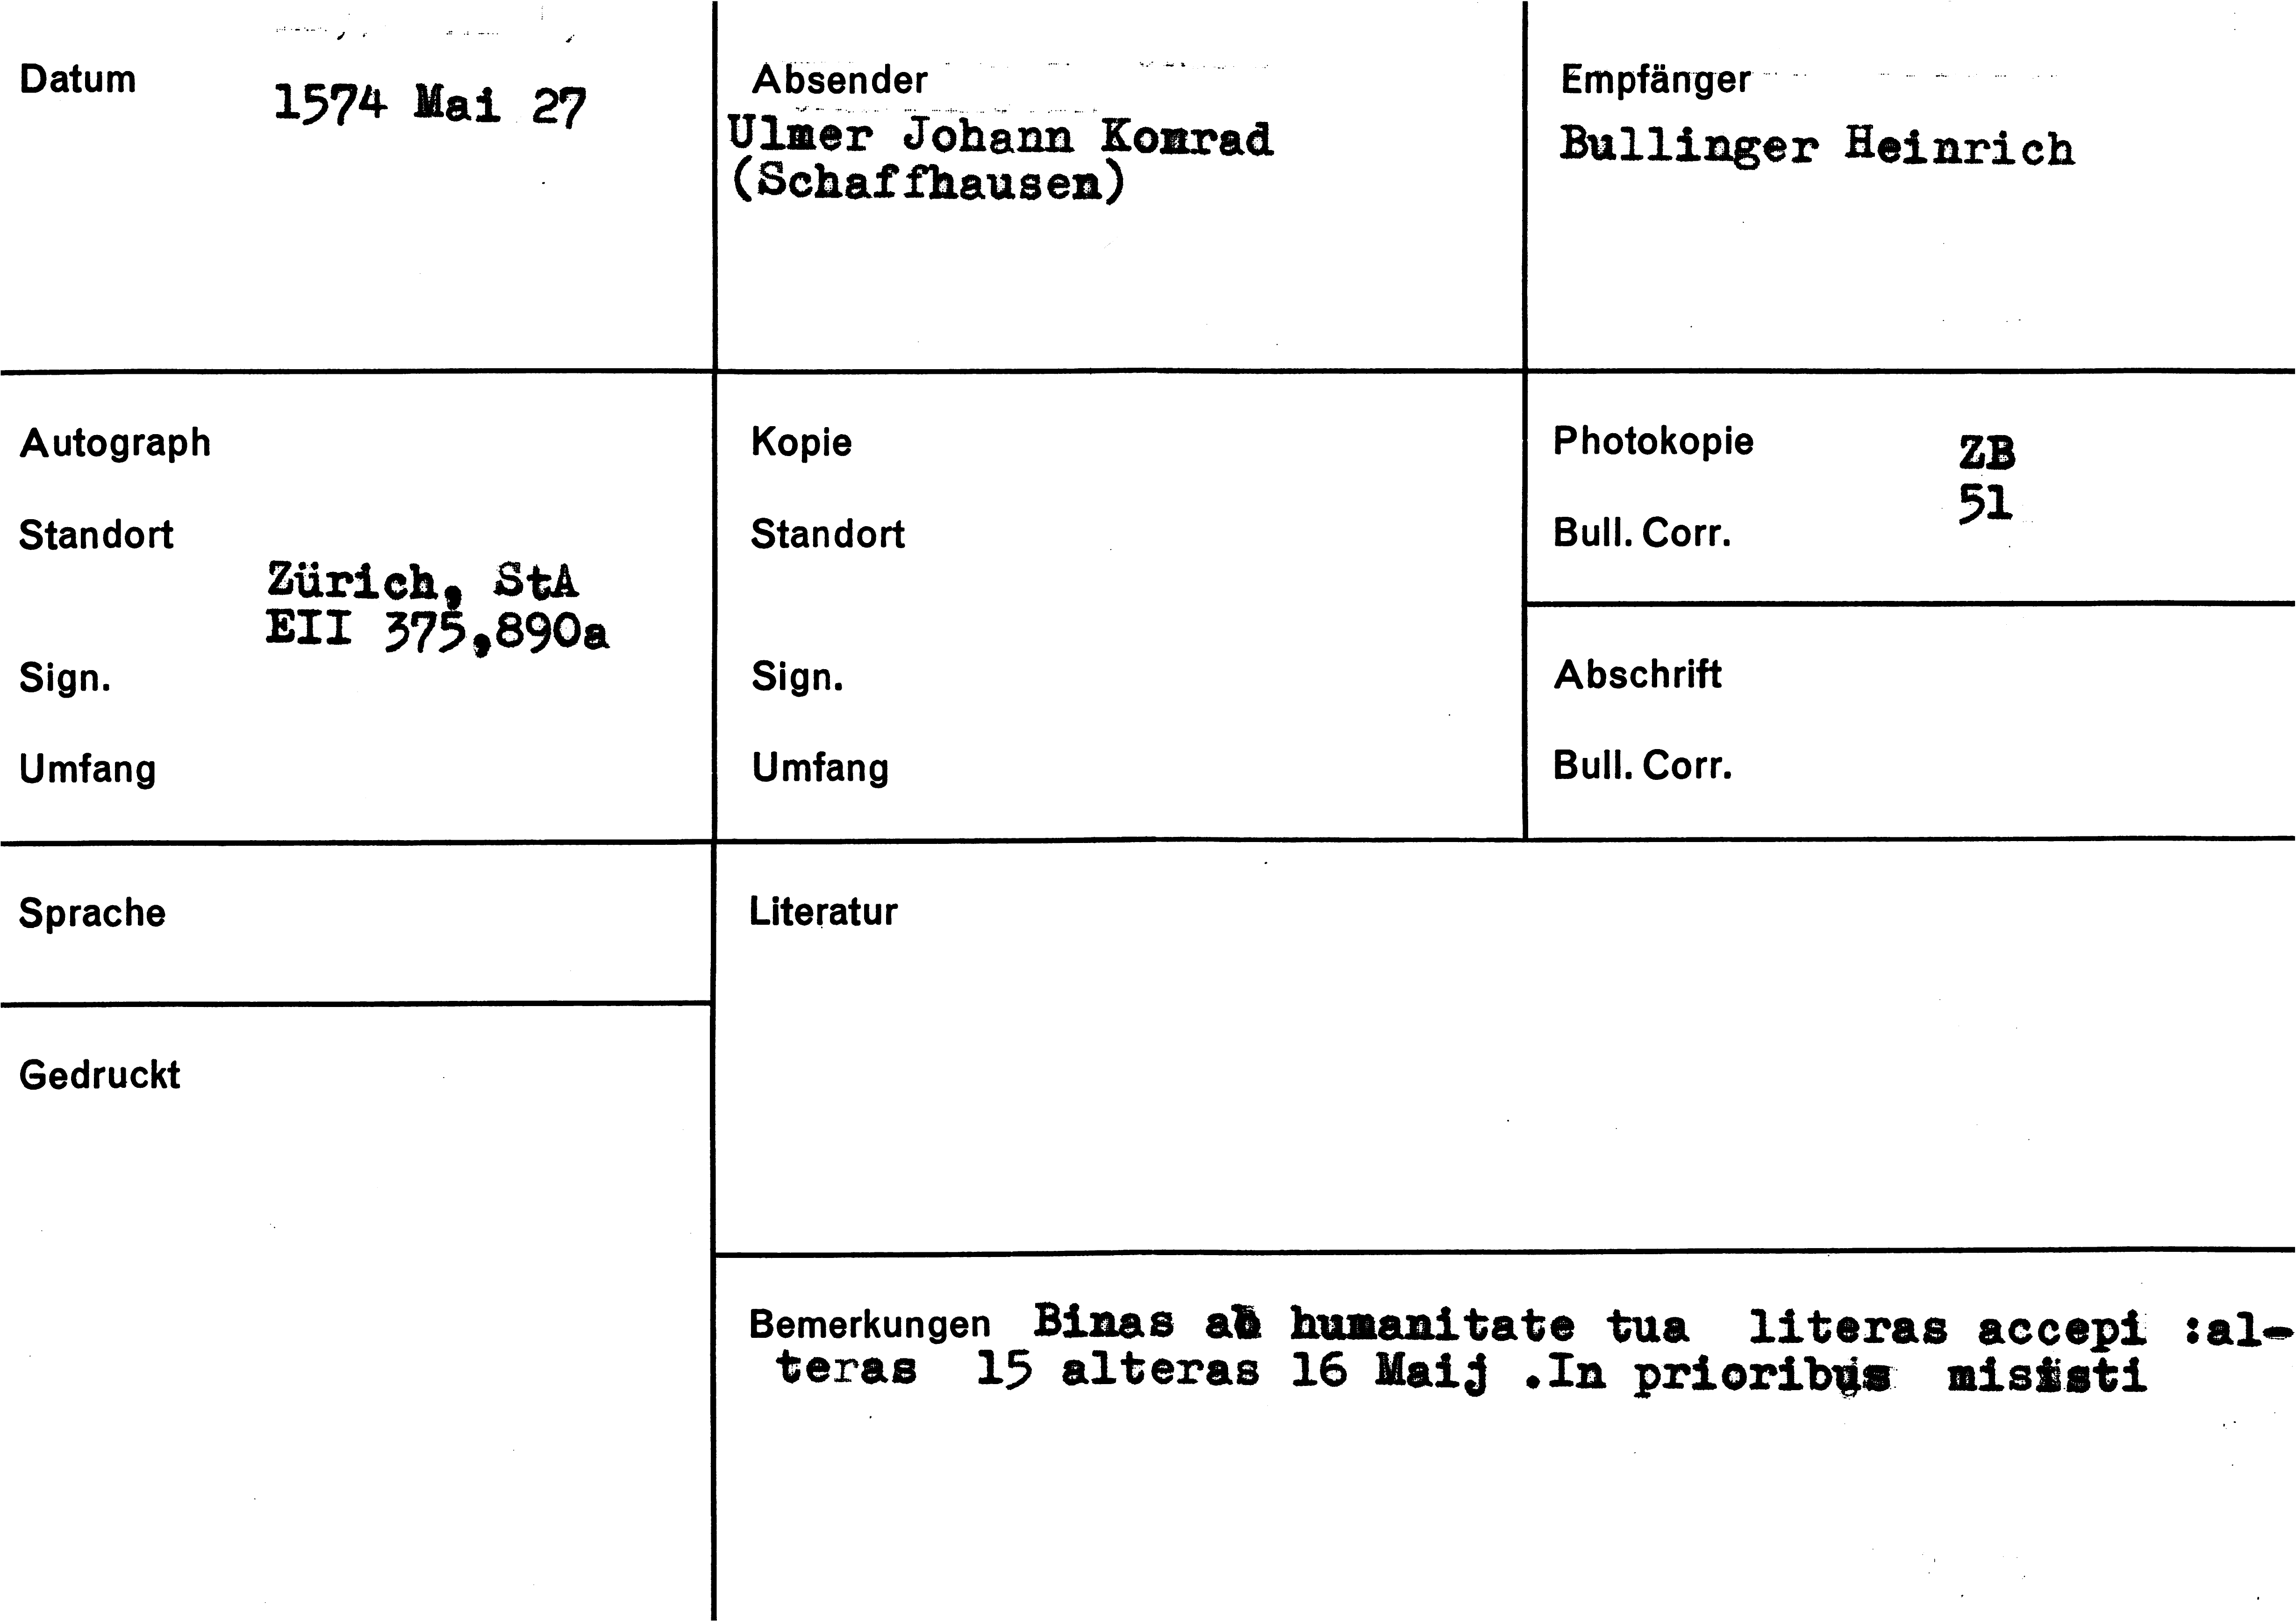 Datum
1574 Mai 27
Absender
Ulmer Johann Konrad
(Schaffhausen)
Empfänger
Bullinger Heinrich
Autograph
Standort
Zürich, StA
EII 375,890a
Sign.
Umfang
Kopie
Standort
Sign.
Umfang
Photokopie ZB
51
Bull. Corr.
Abschrift
Bull. Corr.
Sprache
Literatur
Gedruckt
Bemerkungen Binas ab humanitate tua literas accepi :al-
teras 15 alteras 16 Maij .In prioribus misisti